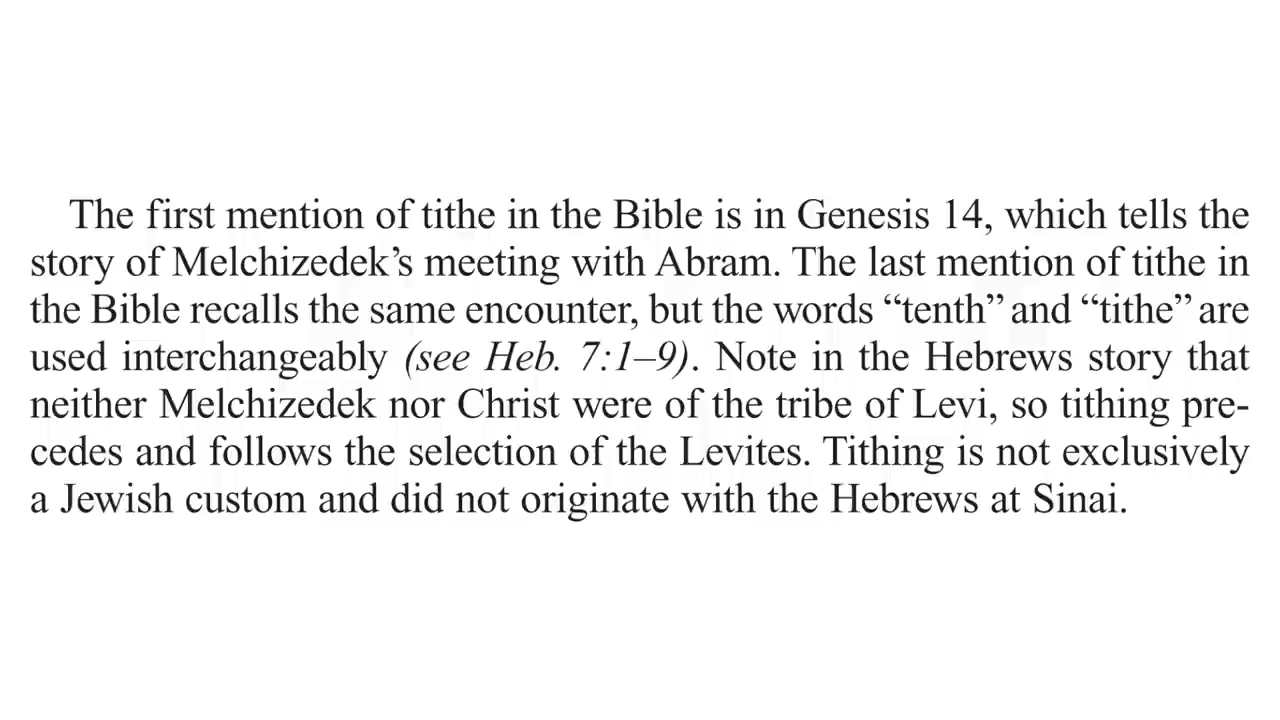 The first mention of tithe in the Bible is in Genesis 14, which tells the
story of Melchizedek’s meeting with Abram. The last mention of tithe in
the Bible recalls the same encounter, but the words “tenth” and “tithe” are
used interchangeably (see Heb. 7:1–9). Note in the Hebrews story that
neither Melchizedek nor Christ were of the tribe of Levi, so tithing pre-
cedes and follows the selection of the Levites. Tithing is not exclusively
a Jewish custom and did not originate with the Hebrews at Sinai.